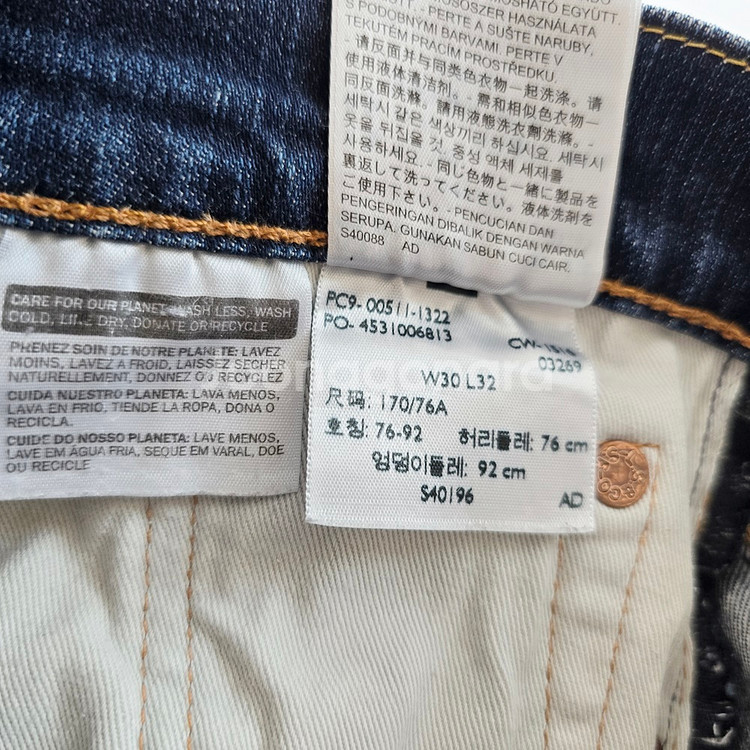 MOSHATÓ EGYÜTT.
MOSÓSZER HASZNÁLATA
S PODOBNÝMI BARVAMI. PERTE V
- PERTE A SUŠTE NARUBY,
TEKUTÉM PRACÍM PROSTŘEDKU.
请反面并与同类色衣物一起洗涤。请
使用液体清洁剂。- 需和相似色衣物一
同反面洗滌。請用液態洗衣劑洗滌。-
세탁시 같은 색상끼리 하십시요. 세탁시
옷을 뒤집을 것. 중성 액체 세제를
사용하세요. - 同じ色物と一緒に製品を
裏返して洗ってください。液体洗剤を
ご使用下さい。- PENCUCIAN DAN
PENGERINGAN DIBALIK DENGAN WARNA
SERUPA. GUNAKAN SABUN CUCI CAIR.
S40088 AD
CARE FOR OUR PLANET: WASH LESS, WASH
COLD, LINE DRY, DONATE OR RECYCLE
PRENEZ SOIN DE NOTRE PLANÈTE: LAVEZ
MOINS, LAVEZ A FROID, LAISSEZ SÉCHER
NATURELLEMENT, DONNEZ OU RECYCLEZ
CUIDA NUESTRO PLANETA: LAVA MENOS,
LAVA EN FRIO, TIENDE LA ROPA, DONA O
RECICLA.
CUIDE DO NOSSO PLANETA: LAVE MENOS,
LAVE EM ÁGUA FRIA, SEQUE EM VARAL, DOE
OU RECICLE
PC9- 00511-1322
PO- 4531006813
03269
W30 L32
尺码: 170/76A
호칭: 76-92 허리둘레: 76 cm
엉덩이둘레: 92 cm
S40196 AD